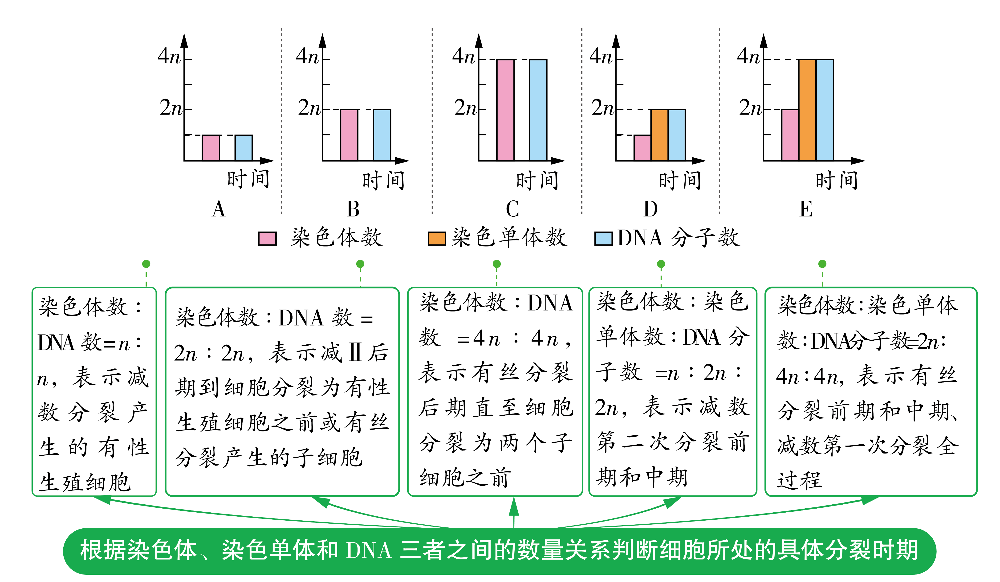 4n
2n
时间
A
4n
2n
时间
B
4n
2n
时间
C
4n
2n
时间
D
4n
2n
时间
E
染色体数
染色单体数
DNA 分子数
染色体数：
DNA 数=n：
n，表示减
数分裂产
生的有性
生殖细胞
染色体数：DNA 数=
2n：2n，表示减Ⅱ后
期到细胞分裂为有性
生殖细胞之前或有丝
分裂产生的子细胞
染色体数：DNA
数 =4n：4n，
表示有丝分裂
后期直至细胞
分裂为两个子
细胞之前
染色体数：染色
单体数：DNA 分
子数 =n：2n：
2n，表示减数
第二次分裂前
期和中期
染色体数：染色单体
数：DNA分子数=2n：
4n：4n，表示有丝
分裂前期和中期、
减数第一次分裂全
过程
根据染色体、染色单体和 DNA 三者之间的数量关系判断细胞所处的具体分裂时期